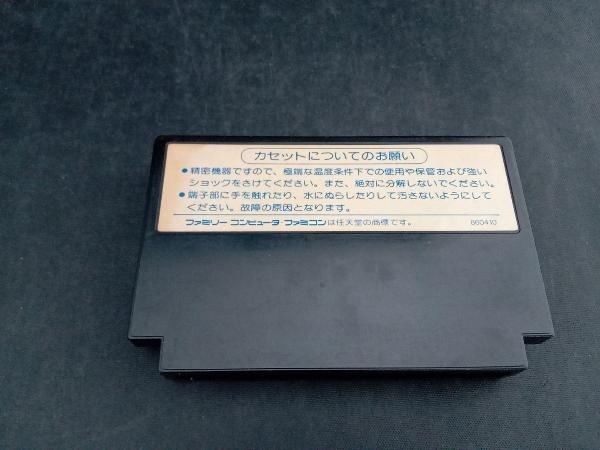 カセットについてのお願い
●精密機器ですので、極端な温度条件下での使用や保管および強い
ショックをさけてください。また、絶対に分解しないでください。
●端子部に手を触れたり、水にぬらしたりして汚さないようにして
ください。故障の原因となります。
ファミリーコンピュータ・ファミコンは任天堂の商標です。 860410